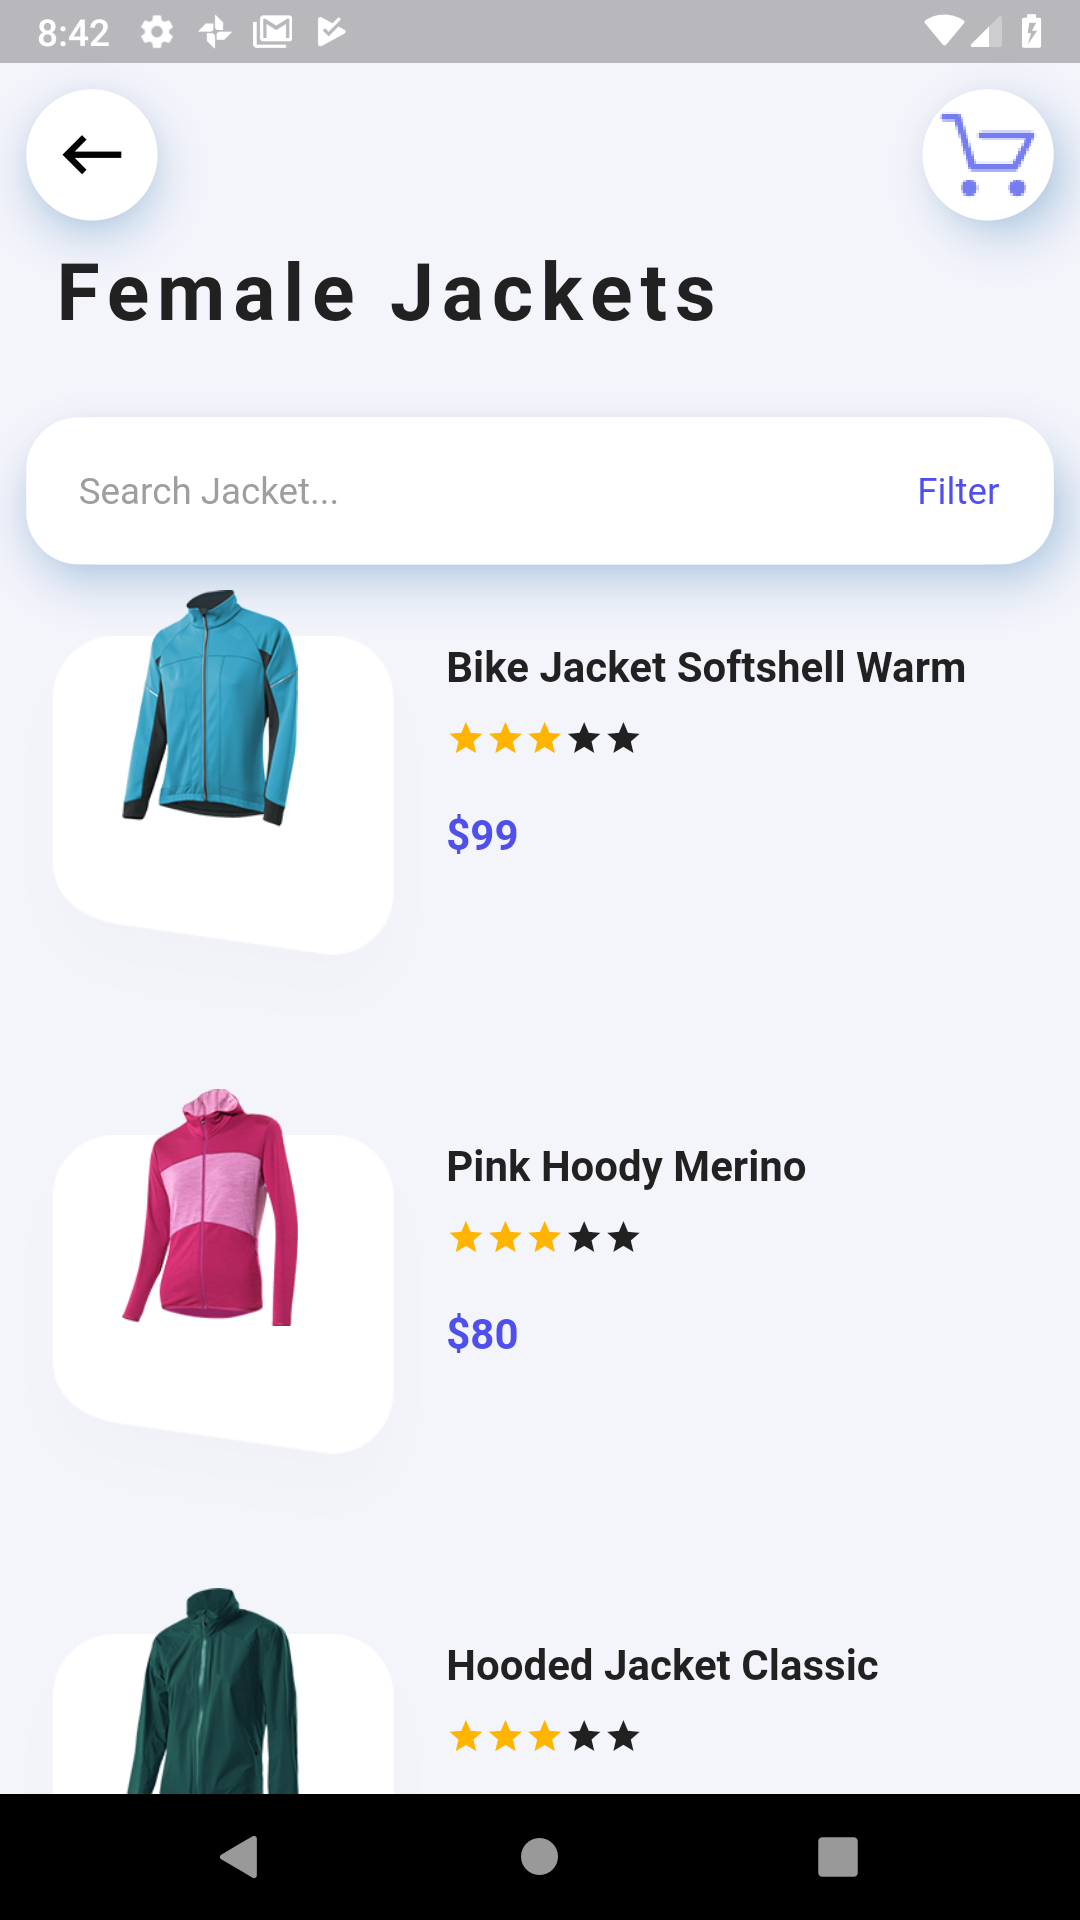 8:42
Female Jackets
Search Jacket...
Filter
Bike Jacket Softshell Warm
$99
Pink Hoody Merino
$80
Hooded Jacket Classic